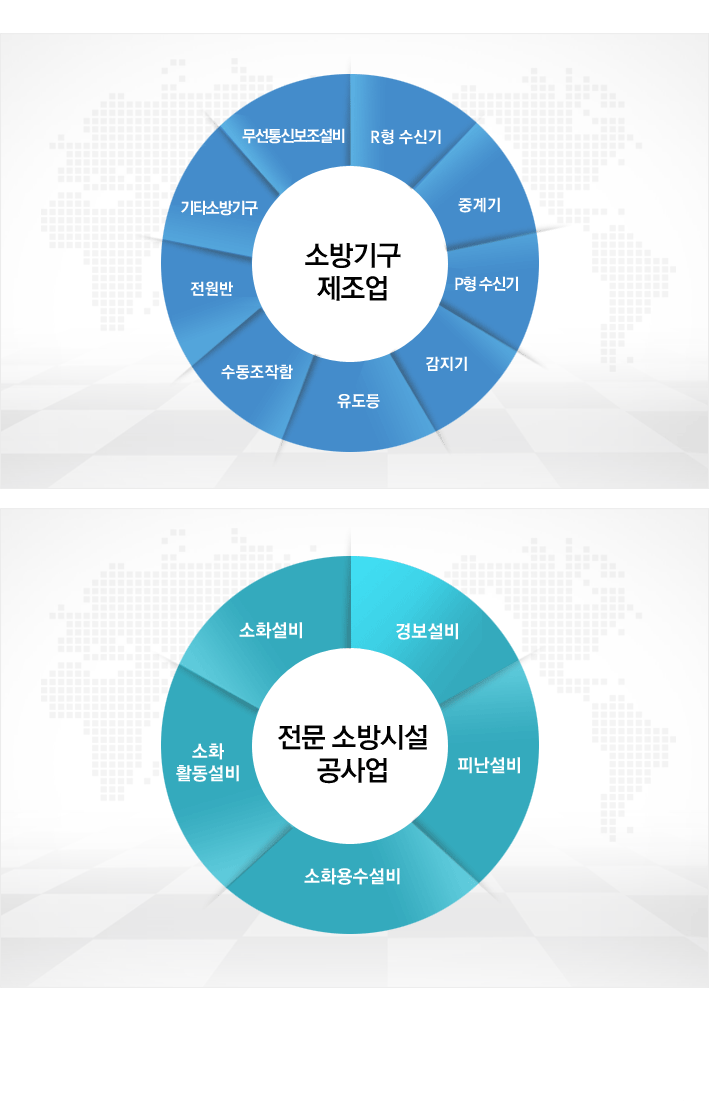 무선통신보조설비
R형 수신기
중계기
기타소방기구
소방기구
제조업
P형 수신기
전원반
감지기
수동조작함
유도등
소화설비
경보설비
전문 소방시설
공사업
소화
활동설비
피난설비
소화용수설비